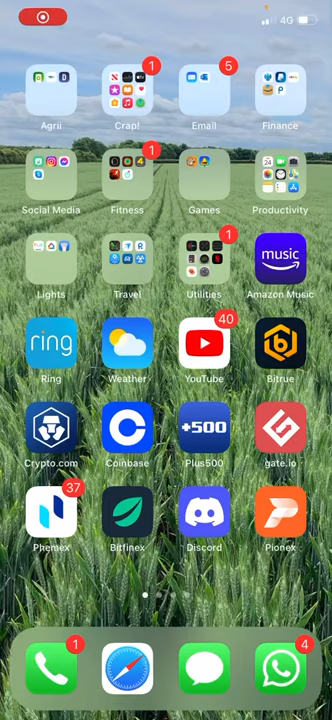 4G
1
5
Agrii
Crap!
Email
Finance
1
Social Media
Fitness
Games
Productivity
1
music
Lights
Travel
Utilities
Amazon Music
ring
40
Ring
Weather
YouTube
Bitrue
+500
Crypto.com
Coinbase
Plus500
gate.io
37
Phemex
Bitfinex
Discord
Pionex
1
4